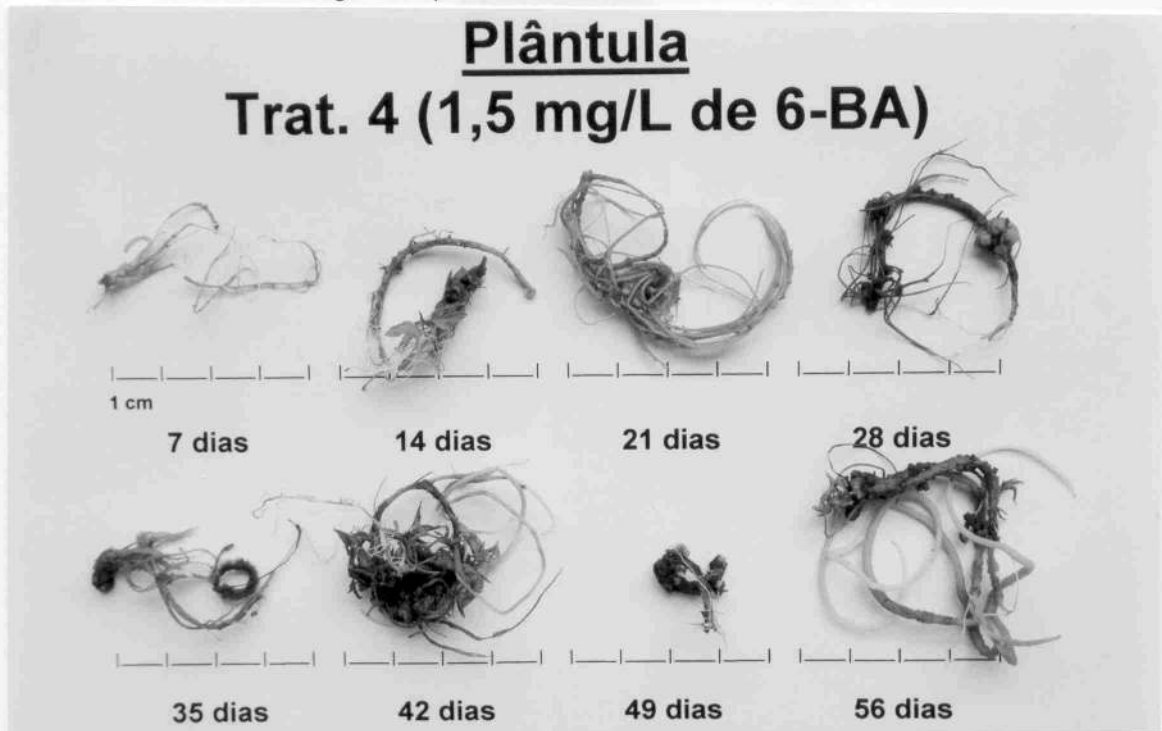 Plântula
Trat. 4 (1,5 mg/L de 6-BA)
1 cm
7 dias
14 dias
21 dias
28 dias
35 dias
42 dias
49 dias
56 dias